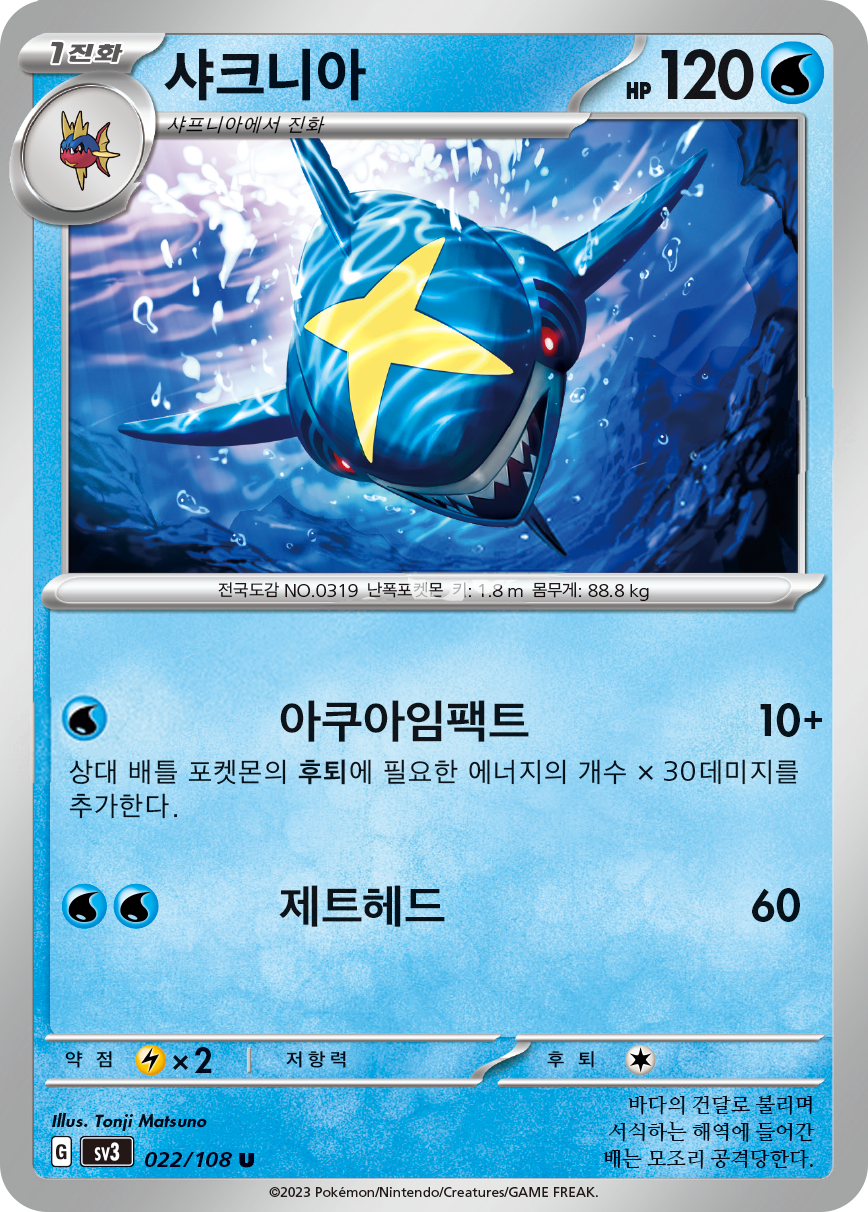 1진화
샤크니아
HP 120
샤프니아에서 진화
전국도감 NO.0319 난폭포켓몬 키: 1.8 m 몸무게: 88.8 kg
아쿠아임팩트 10+
상대 배틀 포켓몬의 후퇴에 필요한 에너지의 개수 × 30데미지를
추가한다.
제트헤드 60
약점 ×2 저항력 후퇴
Illus. Tonji Matsuno
G sv3 022/108 U
바다의 건달로 불리며
서식하는 해역에 들어간
배는 모조리 공격당한다.
©2023 Pokémon/Nintendo/Creatures/GAME FREAK.